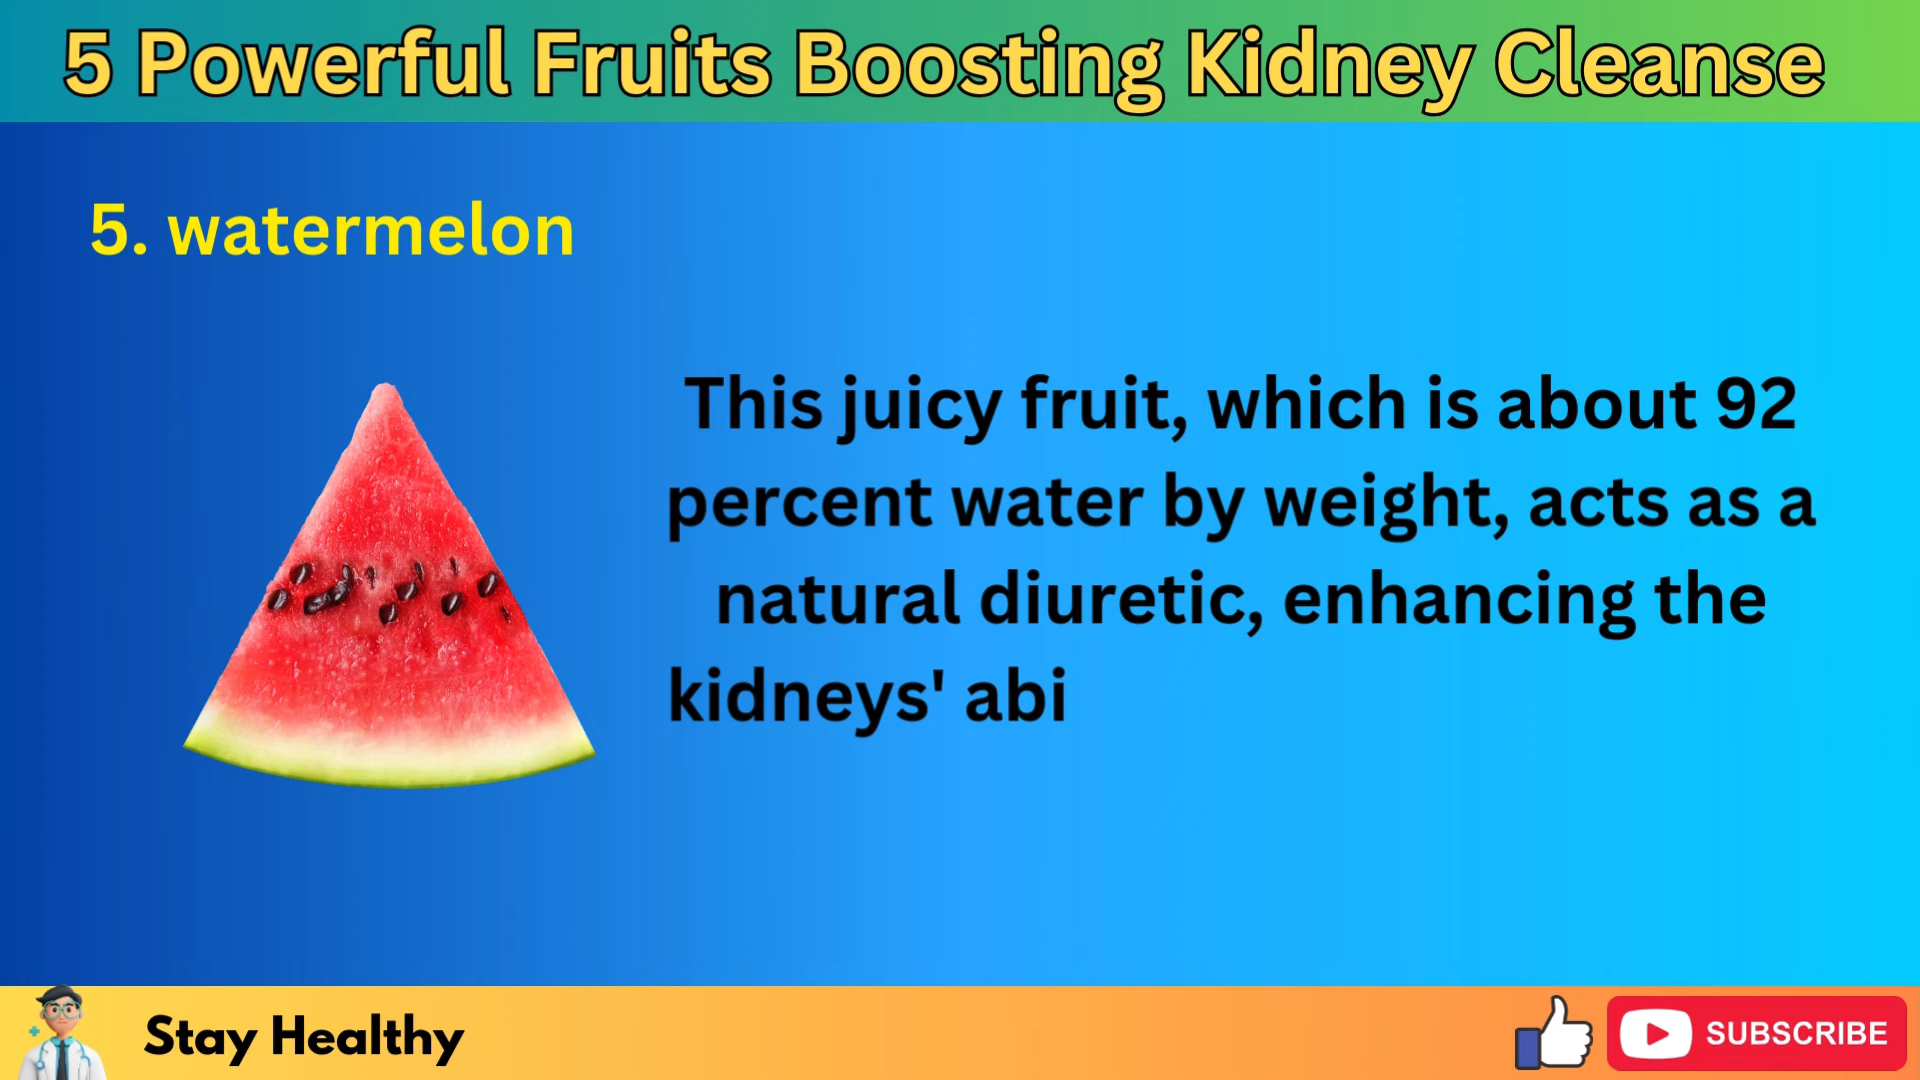 5 Powerful Fruits Boosting Kidney Cleanse
5. watermelon
This juicy fruit, which is about 92
percent water by weight, acts as a
natural diuretic, enhancing the
kidneys' abi
Stay Healthy
SUBSCRIBE